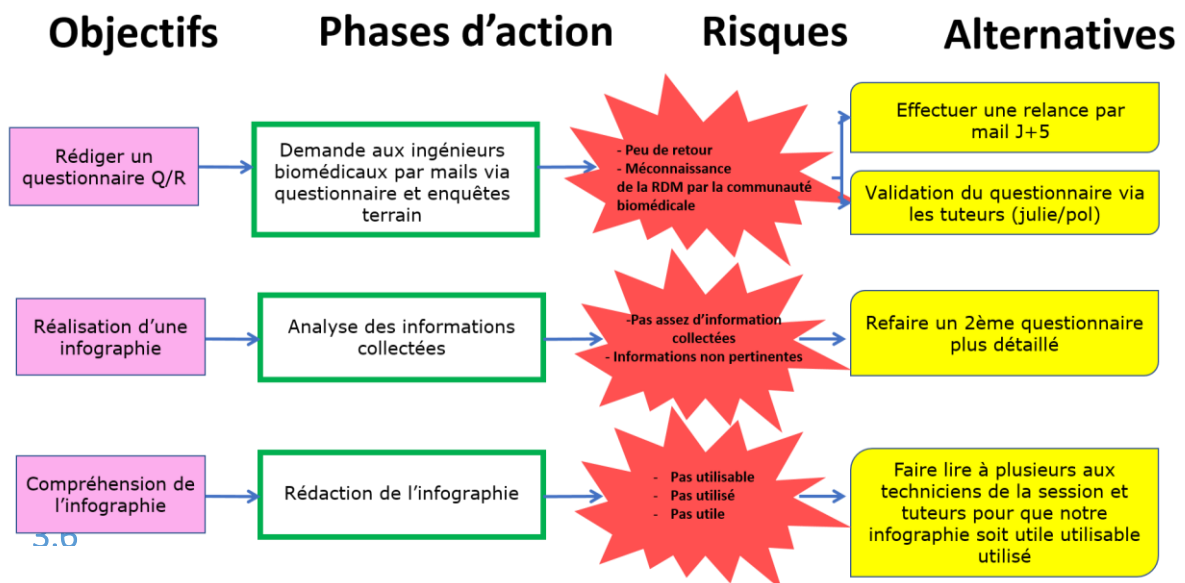 Objectifs
Phases d’action
Risques
Alternatives
Rédiger un
questionnaire Q/R
Demande aux ingénieurs
biomédicaux par mails via
questionnaire et enquêtes
terrain
- Peu de retour
- Méconnaissance
de la RDM par la communauté
biomédicale
Effectuer une relance par
mail J+5
Validation du questionnaire via
les tuteurs (julie/pol)
Réalisation d’une
infographie
Analyse des informations
collectées
-Pas assez d’information
collectées
- Informations non pertinentes
Refaire un 2ème questionnaire
plus détaillé
Compréhension de
l’infographie
Rédaction de l’infographie
- Pas utilisable
- Pas utilisé
- Pas utile
Faire lire à plusieurs aux
techniciens de la session et
tuteurs pour que notre
infographie soit utile utilisable
utilisé
3.6